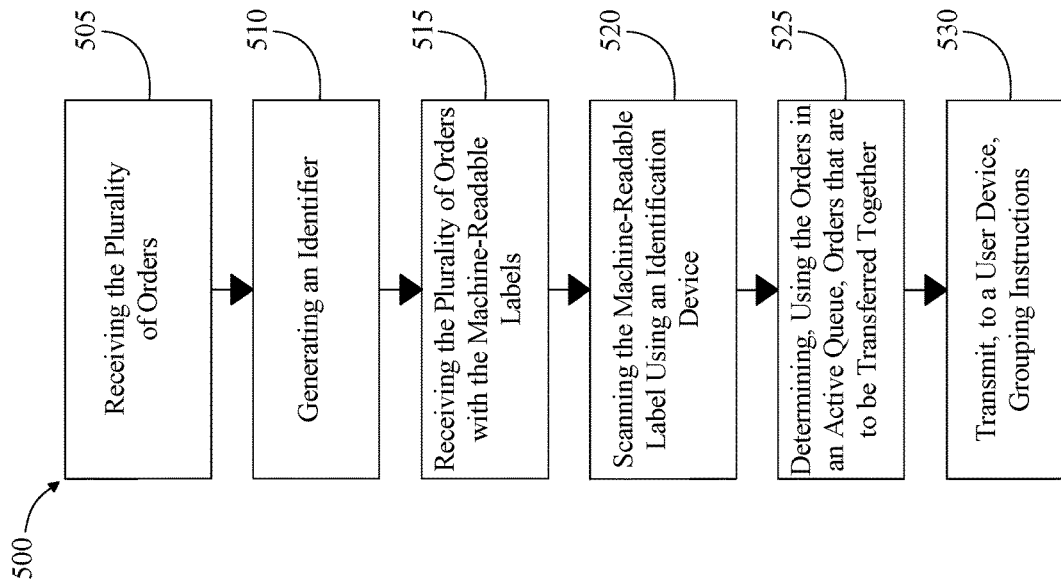 500
505
Receiving the Plurality
of Orders
510
Generating an Identifier
515
Receiving the Plurality of Orders
with the Machine-Readable
Labels
520
Scanning the Machine-Readable
Label Using an Identification
Device
525
Determining, Using the Orders in
an Active Queue, Orders that are
to be Transferred Together
530
Transmit, to a User Device,
Grouping Instructions